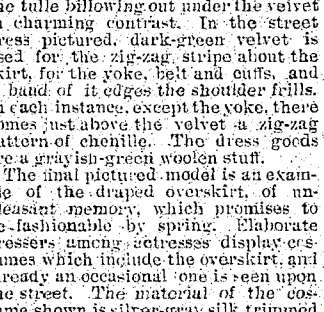 he tulle billowing out under the velvet
a charming contrast. In the street
ress pictured, dark-green velvet is
sed for the zig-zag stripe about the
kirt, for the yoke, belt and cuffs, and
band of it edges the shoulder frills.
n each instance, except the yoke, there
omes just above the velvet a zig-zag
attern of chenille. The dress goods
re a grayish-green woolen stuff.
The final pictured model is an exam-
le of the draped overskirt, of un-
leasant memory, which promises to
e fashionable by spring. Elaborate
ressers among actresses display cos-
umes which include the overskirt, and
lready an occasional one is seen upon
he street. The material of the cos-
ume shown is silver-gray silk trimmed